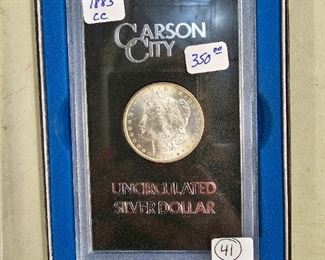 1883
CC
CARSON
CITY
350.00
UNCIRCULATED
SILVER DOLLAR
41